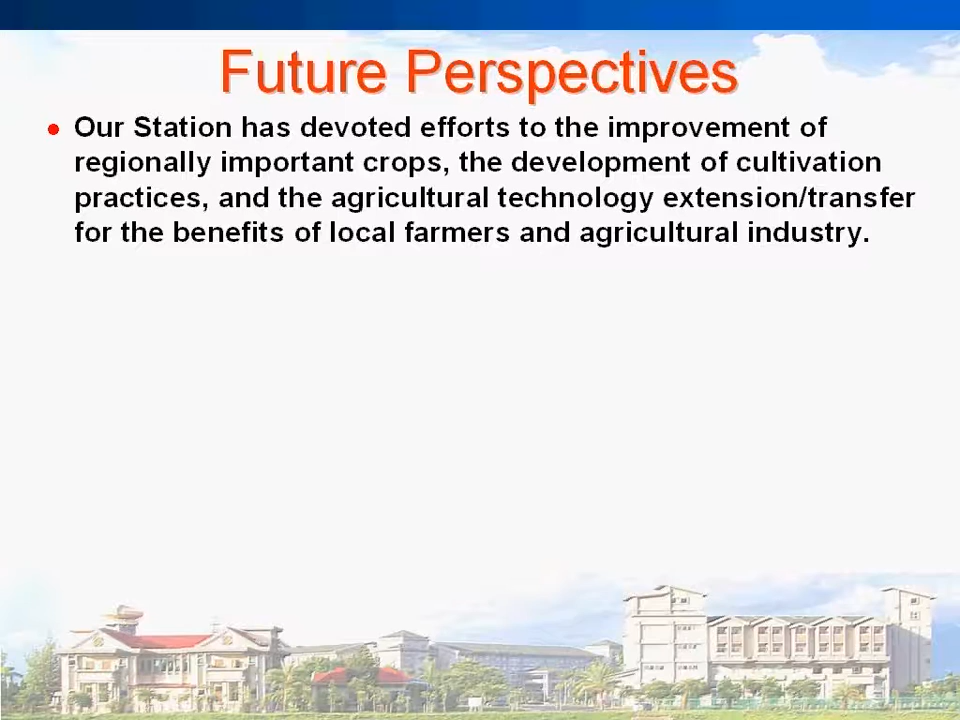 Future Perspectives
Our Station has devoted efforts to the improvement of
regionally important crops, the development of cultivation
practices, and the agricultural technology extension/transfer
for the benefits of local farmers and agricultural industry.